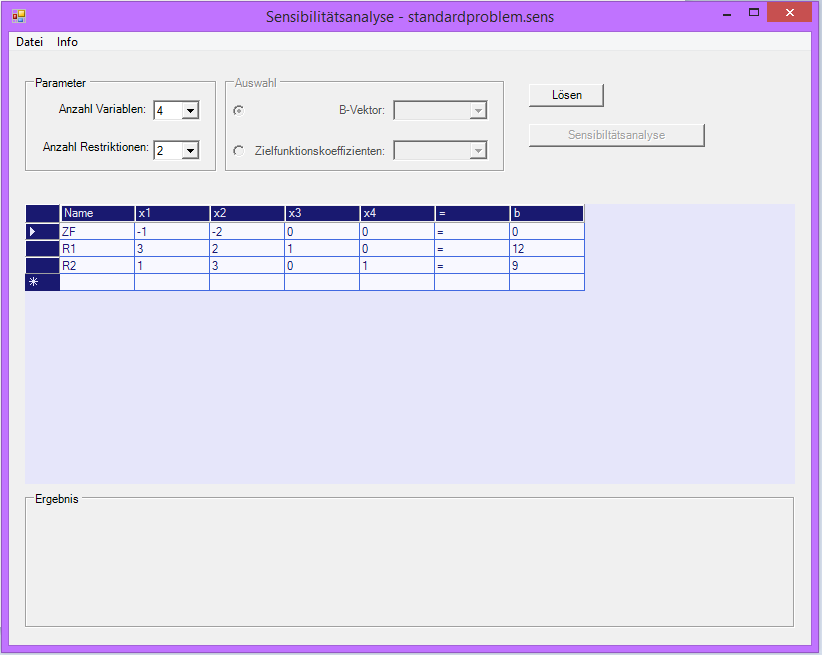 Sensibilitätsanalyse - standardproblem.sens
Datei Info
Parameter
Anzahl Variablen: 4
Anzahl Restriktionen: 2
Auswahl
B-Vektor:
Zielfunktionskoeffizienten:
Lösen
Sensibiltätsanalyse
Name x1 x2 x3 x4 = b
ZF -1 -2 0 0 = 0
R1 3 2 1 0 = 12
R2 1 3 0 1 = 9
Ergebnis